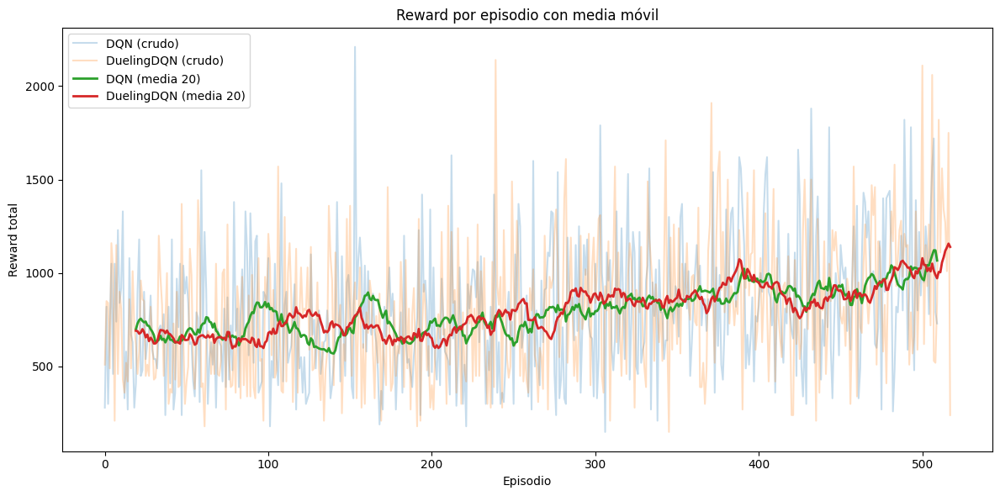 Reward por episodio con media móvil
DQN (crudo)
DuelingDQN (crudo)
DQN (media 20)
DuelingDQN (media 20)
Reward total
2000
1500
1000
500
0
100
200
300
400
500
Episodio